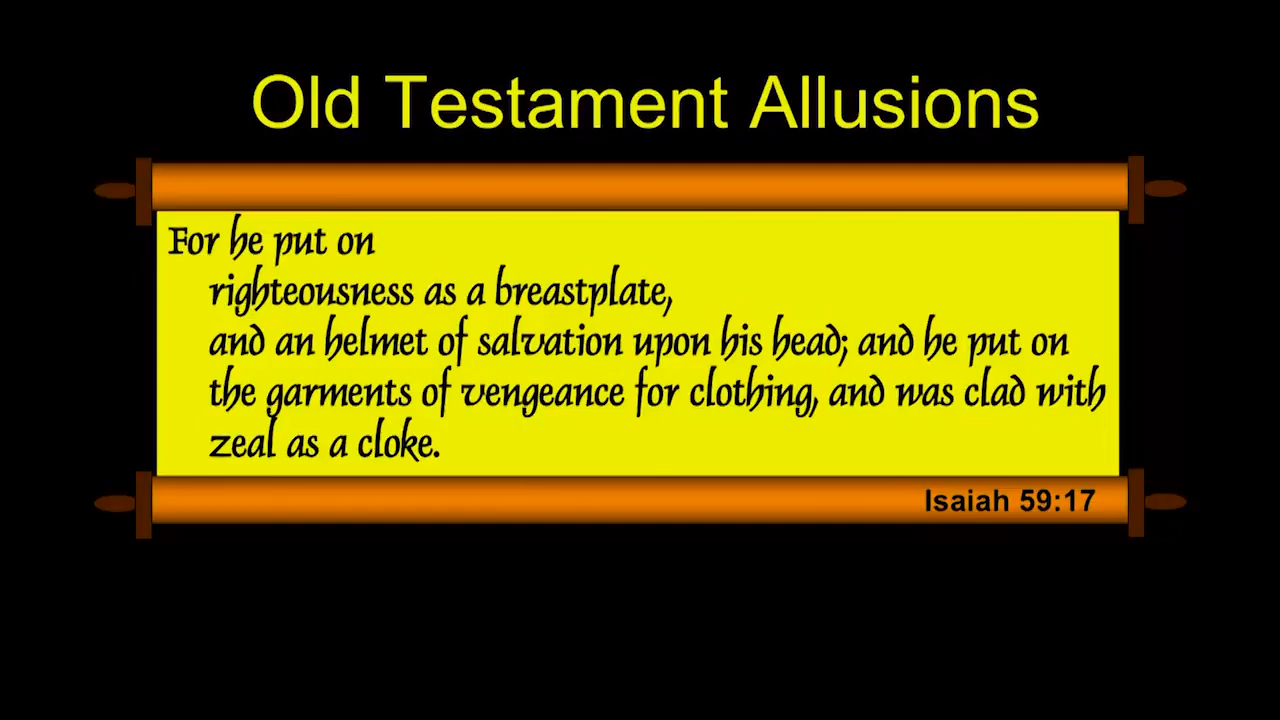 Old Testament Allusions
For he put on
righteousness as a breastplate,
and an helmet of salvation upon his head; and he put on
the garments of vengeance for clothing, and was clad with
zeal as a cloke.
Isaiah 59:17